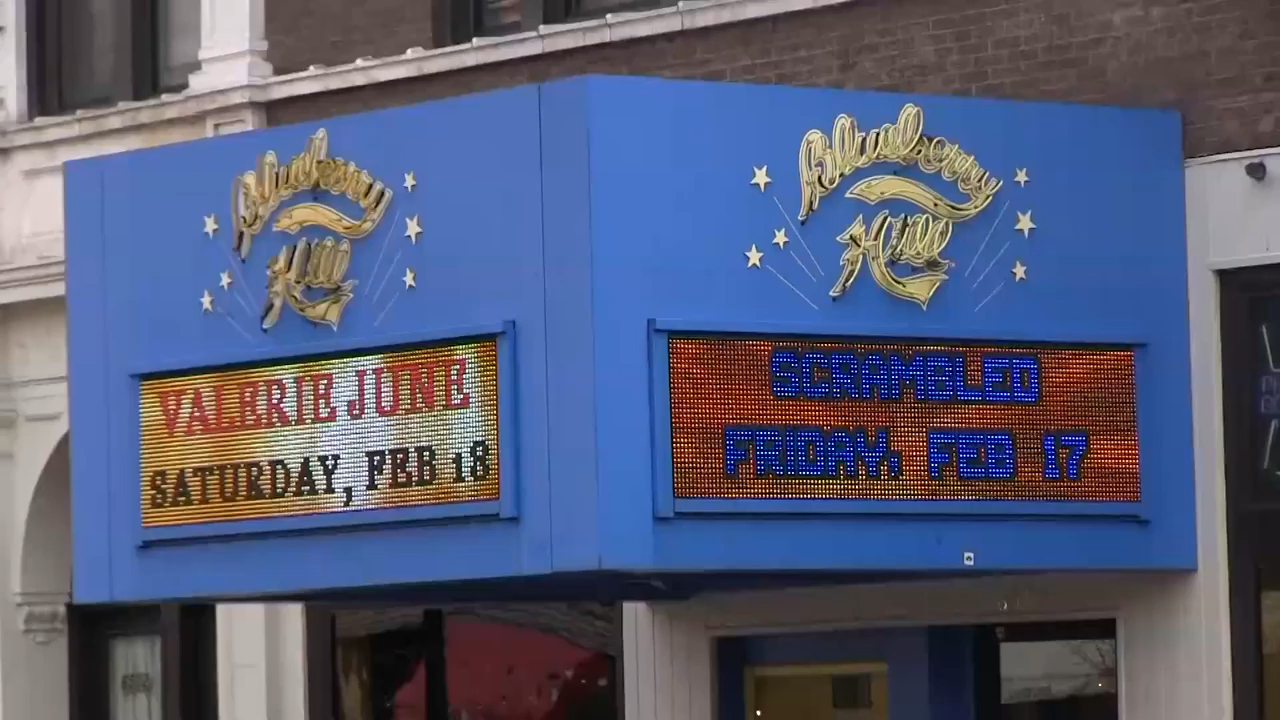 Blueberry
Hill
VALERIE JUNE
SATURDAY, FEB 18
Blueberry
Hill
SCRAMBLED
FRIDAY, FEB 17